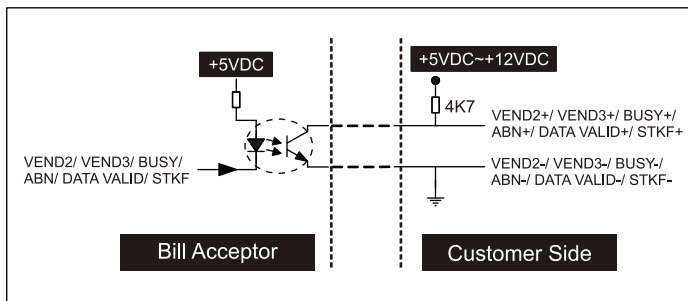 +5VDC
+5VDC~+12VDC
4K7
VEND2+/ VEND3+/ BUSY+/
ABN+/ DATA VALID+/ STKF+
VEND2/ VEND3/ BUSY/
ABN/ DATA VALID/ STKF
VEND2-/ VEND3-/ BUSY-/
ABN-/ DATA VALID-/ STKF-
Bill Acceptor
Customer Side